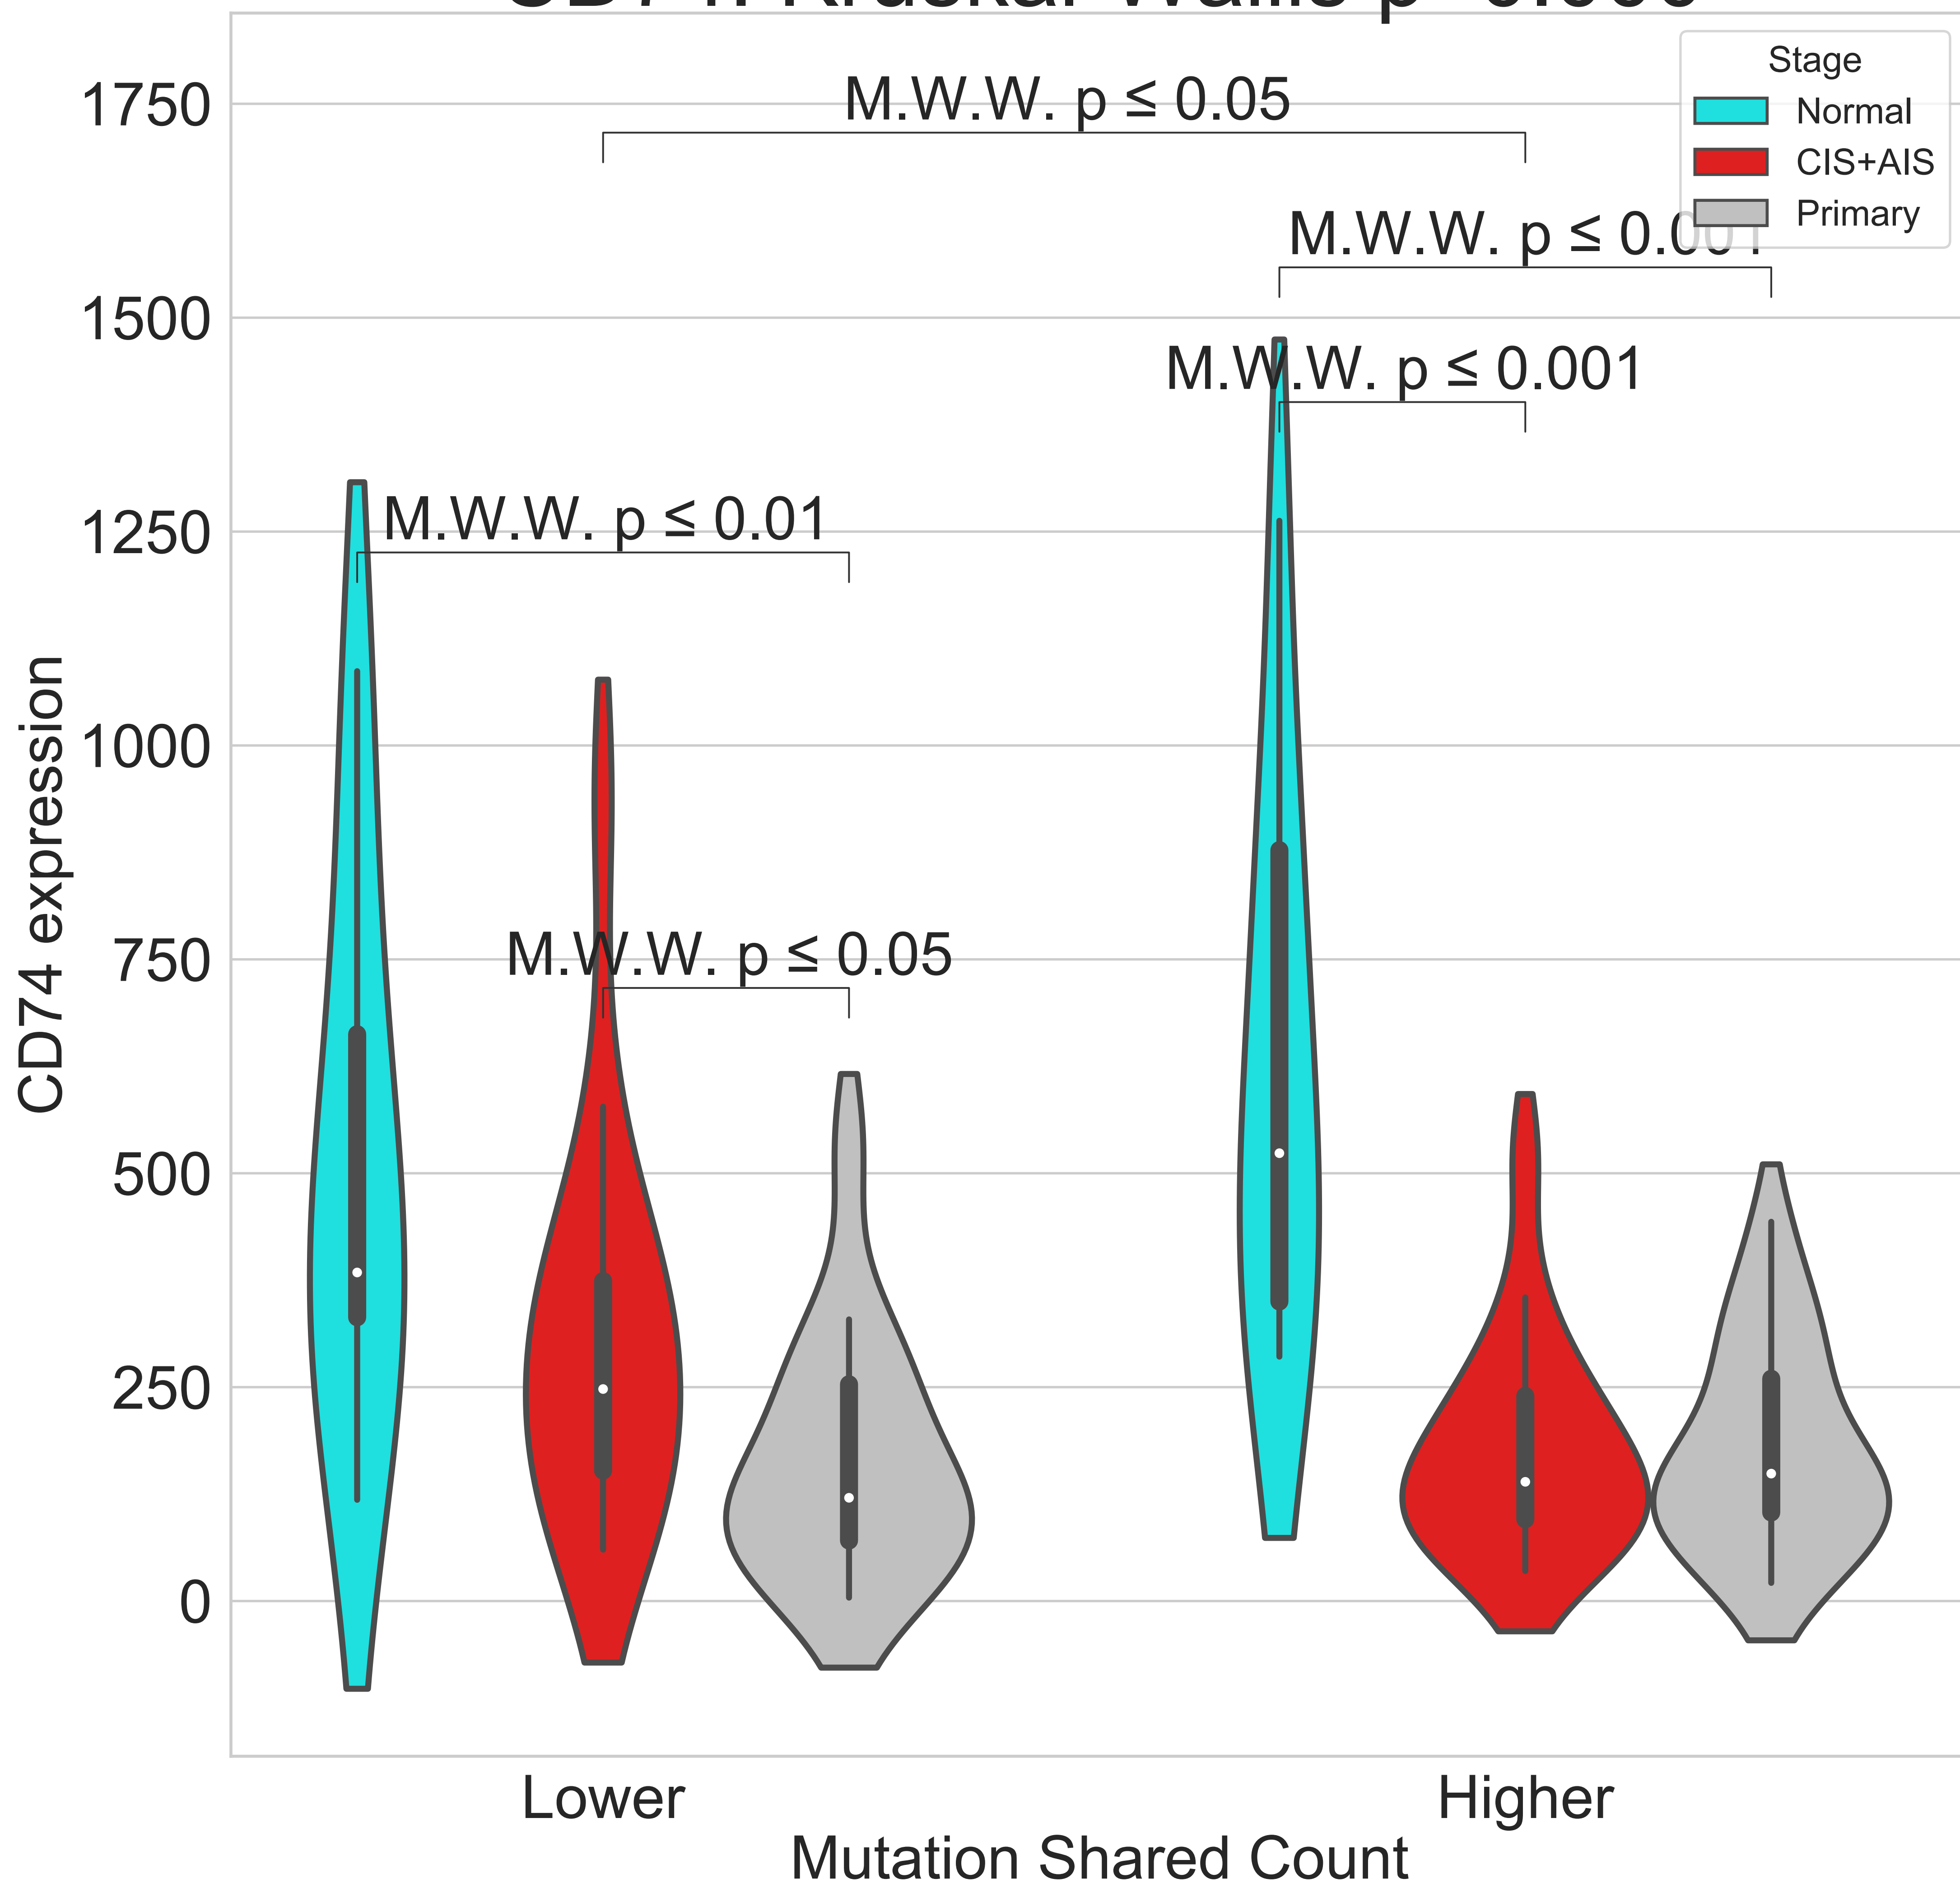 Stage
Normal
CIS+AIS
Primary
M.W.W. p ≤ 0.05
M.W.W. p ≤ 0.001
M.W.W. p ≤ 0.001
M.W.W. p ≤ 0.01
M.W.W. p ≤ 0.05
1750
1500
1250
1000
750
500
250
0
CD74 expression
Lower
Higher
Mutation Shared Count